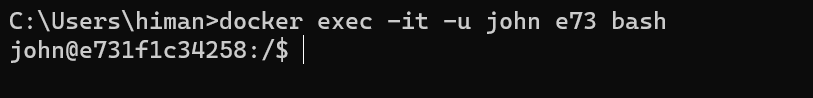 C:\Users\himan>docker exec -it -u john e73 bash
john@e731f1c34258:/$